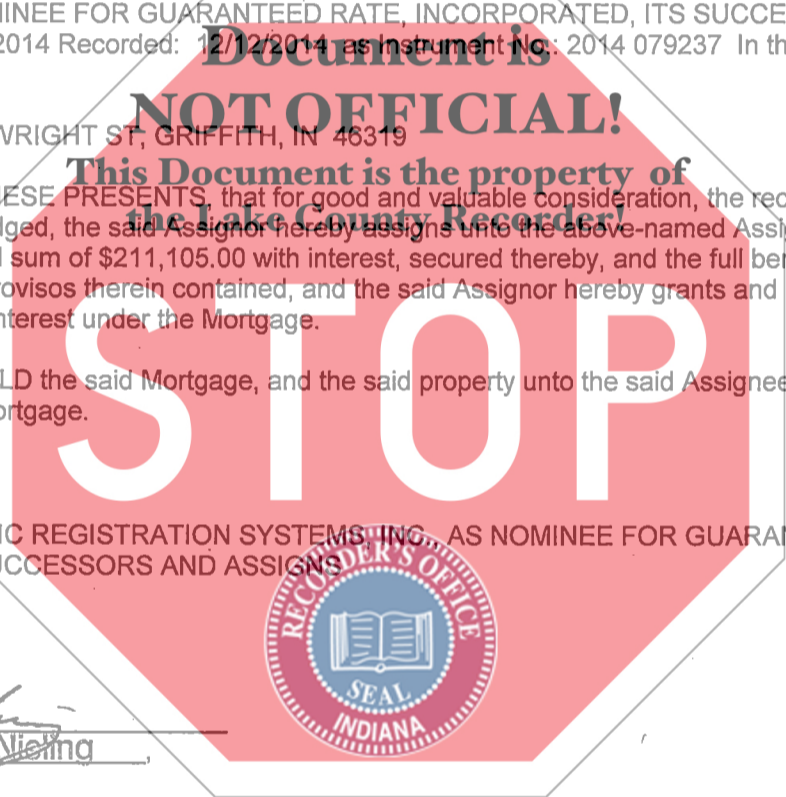 MINEE FOR GUARANTEED RATE, INCORPORATED, ITS SUCCE
2014 Recorded: 12/12/2014 as Instrument No.: 2014 079237 In th
Document is
NOT OFFICIAL!
WRIGHT ST, GRIFFITH, IN 46319
This Document is the property of
ESE PRESENTS, that for good and valuable consideration, the rec
the Lake County Recorder!
dged, the said Assignor hereby assigns unto the above-named Assig
sum of $211,105.00 with interest, secured thereby, and the full ben
ovisos therein contained, and the said Assignor hereby grants and
nterest under the Mortgage.
STOP
LD the said Mortgage, and the said property unto the said Assignee
ortgage.
IC REGISTRATION SYSTEMS, INC., AS NOMINEE FOR GUARAN
UCCESSORS AND ASSIGNS
RECORDER'S OFFICE
SEAL
INDIANA